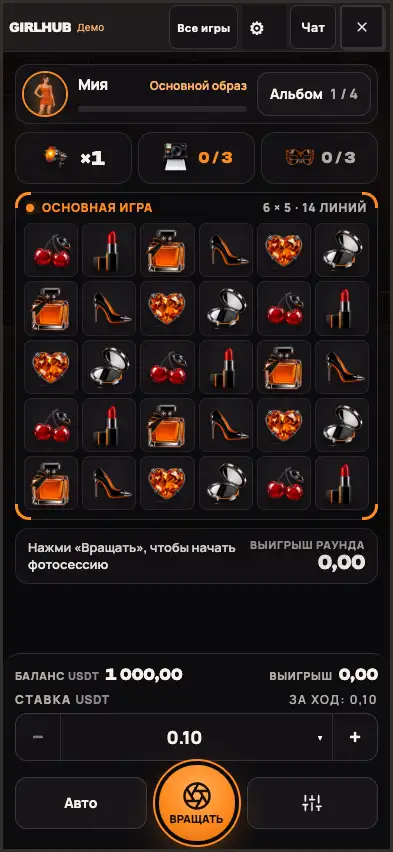 GIRLHUB Демо
Все игры
Чат
Мия
Основной образ
Альбом 1 / 4
×1
0/3
0/3
ОСНОВНАЯ ИГРА
6 × 5 · 14 ЛИНИЙ
Нажми «Вращать», чтобы начать
фотосессию
ВЫИГРЫШ РАУНДА
0,00
БАЛАНС USDT 1 000,00
ВЫИГРЫШ 0,00
СТАВКА USDT
ЗА ХОД: 0,10
− 0.10 ▾ +
Авто
ВРАЩАТЬ